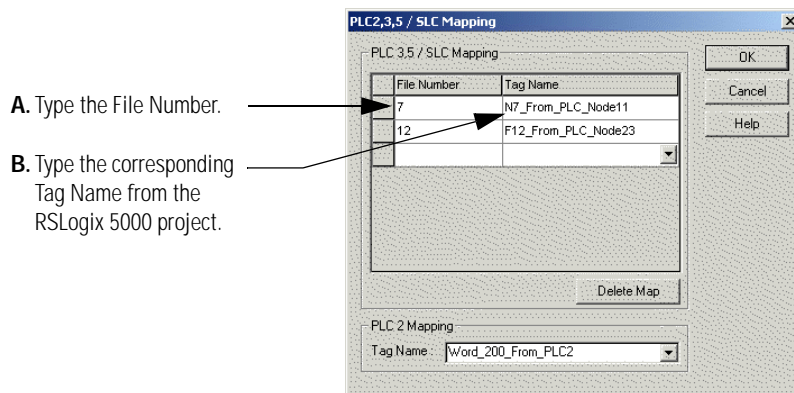 PLC2,3,5 / SLC Mapping
PLC 3,5 / SLC Mapping
OK
File Number Tag Name
Cancel
A. Type the File Number.
7 N7_From_PLC_Node11
12 F12_From_PLC_Node23
Help
B. Type the corresponding
Tag Name from the
RSLogix 5000 project.
Delete Map
PLC 2 Mapping
Tag Name : Word_200_From_PLC2